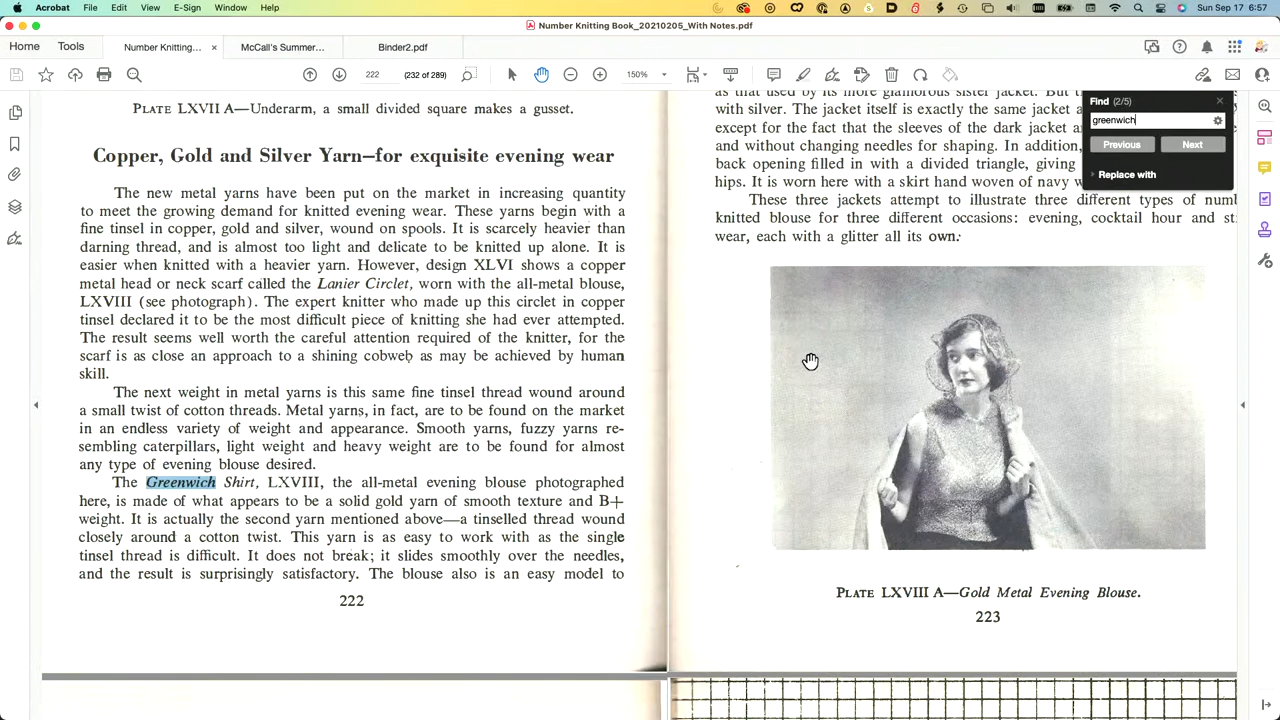 Acrobat File Edit View E-Sign Window Help
Sun Sep 17 6:57
Number Knitting Book_20210205_With Notes.pdf
Home Tools Number Knitting... × McCall's Summer... Binder2.pdf
222 (232 of 289) 150%
PLATE LXVII A—Underarm, a small divided square makes a gusset.
Copper, Gold and Silver Yarn—for exquisite evening wear
The new metal yarns have been put on the market in increasing quantity
to meet the growing demand for knitted evening wear. These yarns begin with a
fine tinsel in copper, gold and silver, wound on spools. It is scarcely heavier than
darning thread, and is almost too light and delicate to be knitted up alone. It is
easier when knitted with a heavier yarn. However, design XLVI shows a copper
metal head or neck scarf called the Lanier Circlet, worn with the all-metal blouse,
LXVIII (see photograph). The expert knitter who made up this circlet in copper
tinsel declared it to be the most difficult piece of knitting she had ever attempted.
The result seems well worth the careful attention required of the knitter, for the
scarf is as close an approach to a shining cobweb as may be achieved by human
skill.
The next weight in metal yarns is this same fine tinsel thread wound around
a small twist of cotton threads. Metal yarns, in fact, are to be found on the market
in an endless variety of weight and appearance. Smooth yarns, fuzzy yarns re-
sembling caterpillars, light weight and heavy weight are to be found for almost
any type of evening blouse desired.
The Greenwich Shirt, LXVIII, the all-metal evening blouse photographed
here, is made of what appears to be a solid gold yarn of smooth texture and B+
weight. It is actually the second yarn mentioned above—a tinselled thread wound
closely around a cotton twist. This yarn is as easy to work with as the single
tinsel thread is difficult. It does not break; it slides smoothly over the needles,
and the result is surprisingly satisfactory. The blouse also is an easy model to
222
as that used by its more glamorous sister jacket. But
with silver. The jacket itself is exactly the same jacket
except for the fact that the sleeves of the dark jacket
and without changing needles for shaping. In addition,
back opening filled in with a divided triangle, giving
hips. It is worn here with a skirt hand woven of navy
These three jackets attempt to illustrate three different types of
knitted blouse for three different occasions: evening, cocktail hour and
wear, each with a glitter all its own.
PLATE LXVIII A—Gold Metal Evening Blouse.
223
Find (2/5) ×
greenwich
Previous Next
Replace with